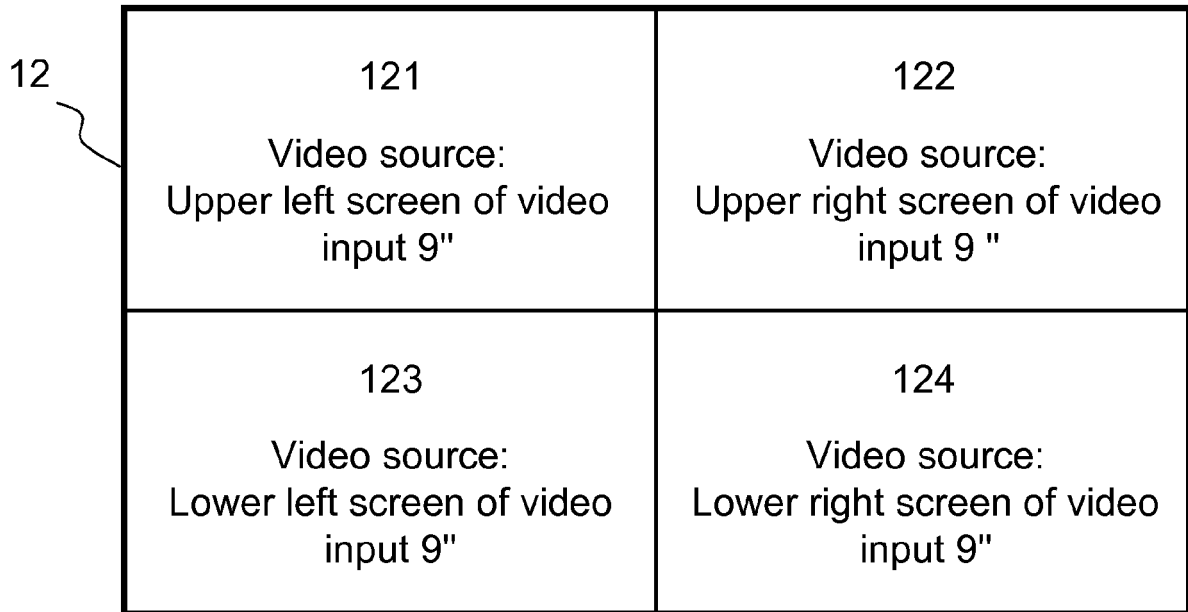 12
121
Video source:
Upper left screen of video
input 9"
122
Video source:
Upper right screen of video
input 9 "
123
Video source:
Lower left screen of video
input 9"
124
Video source:
Lower right screen of video
input 9"